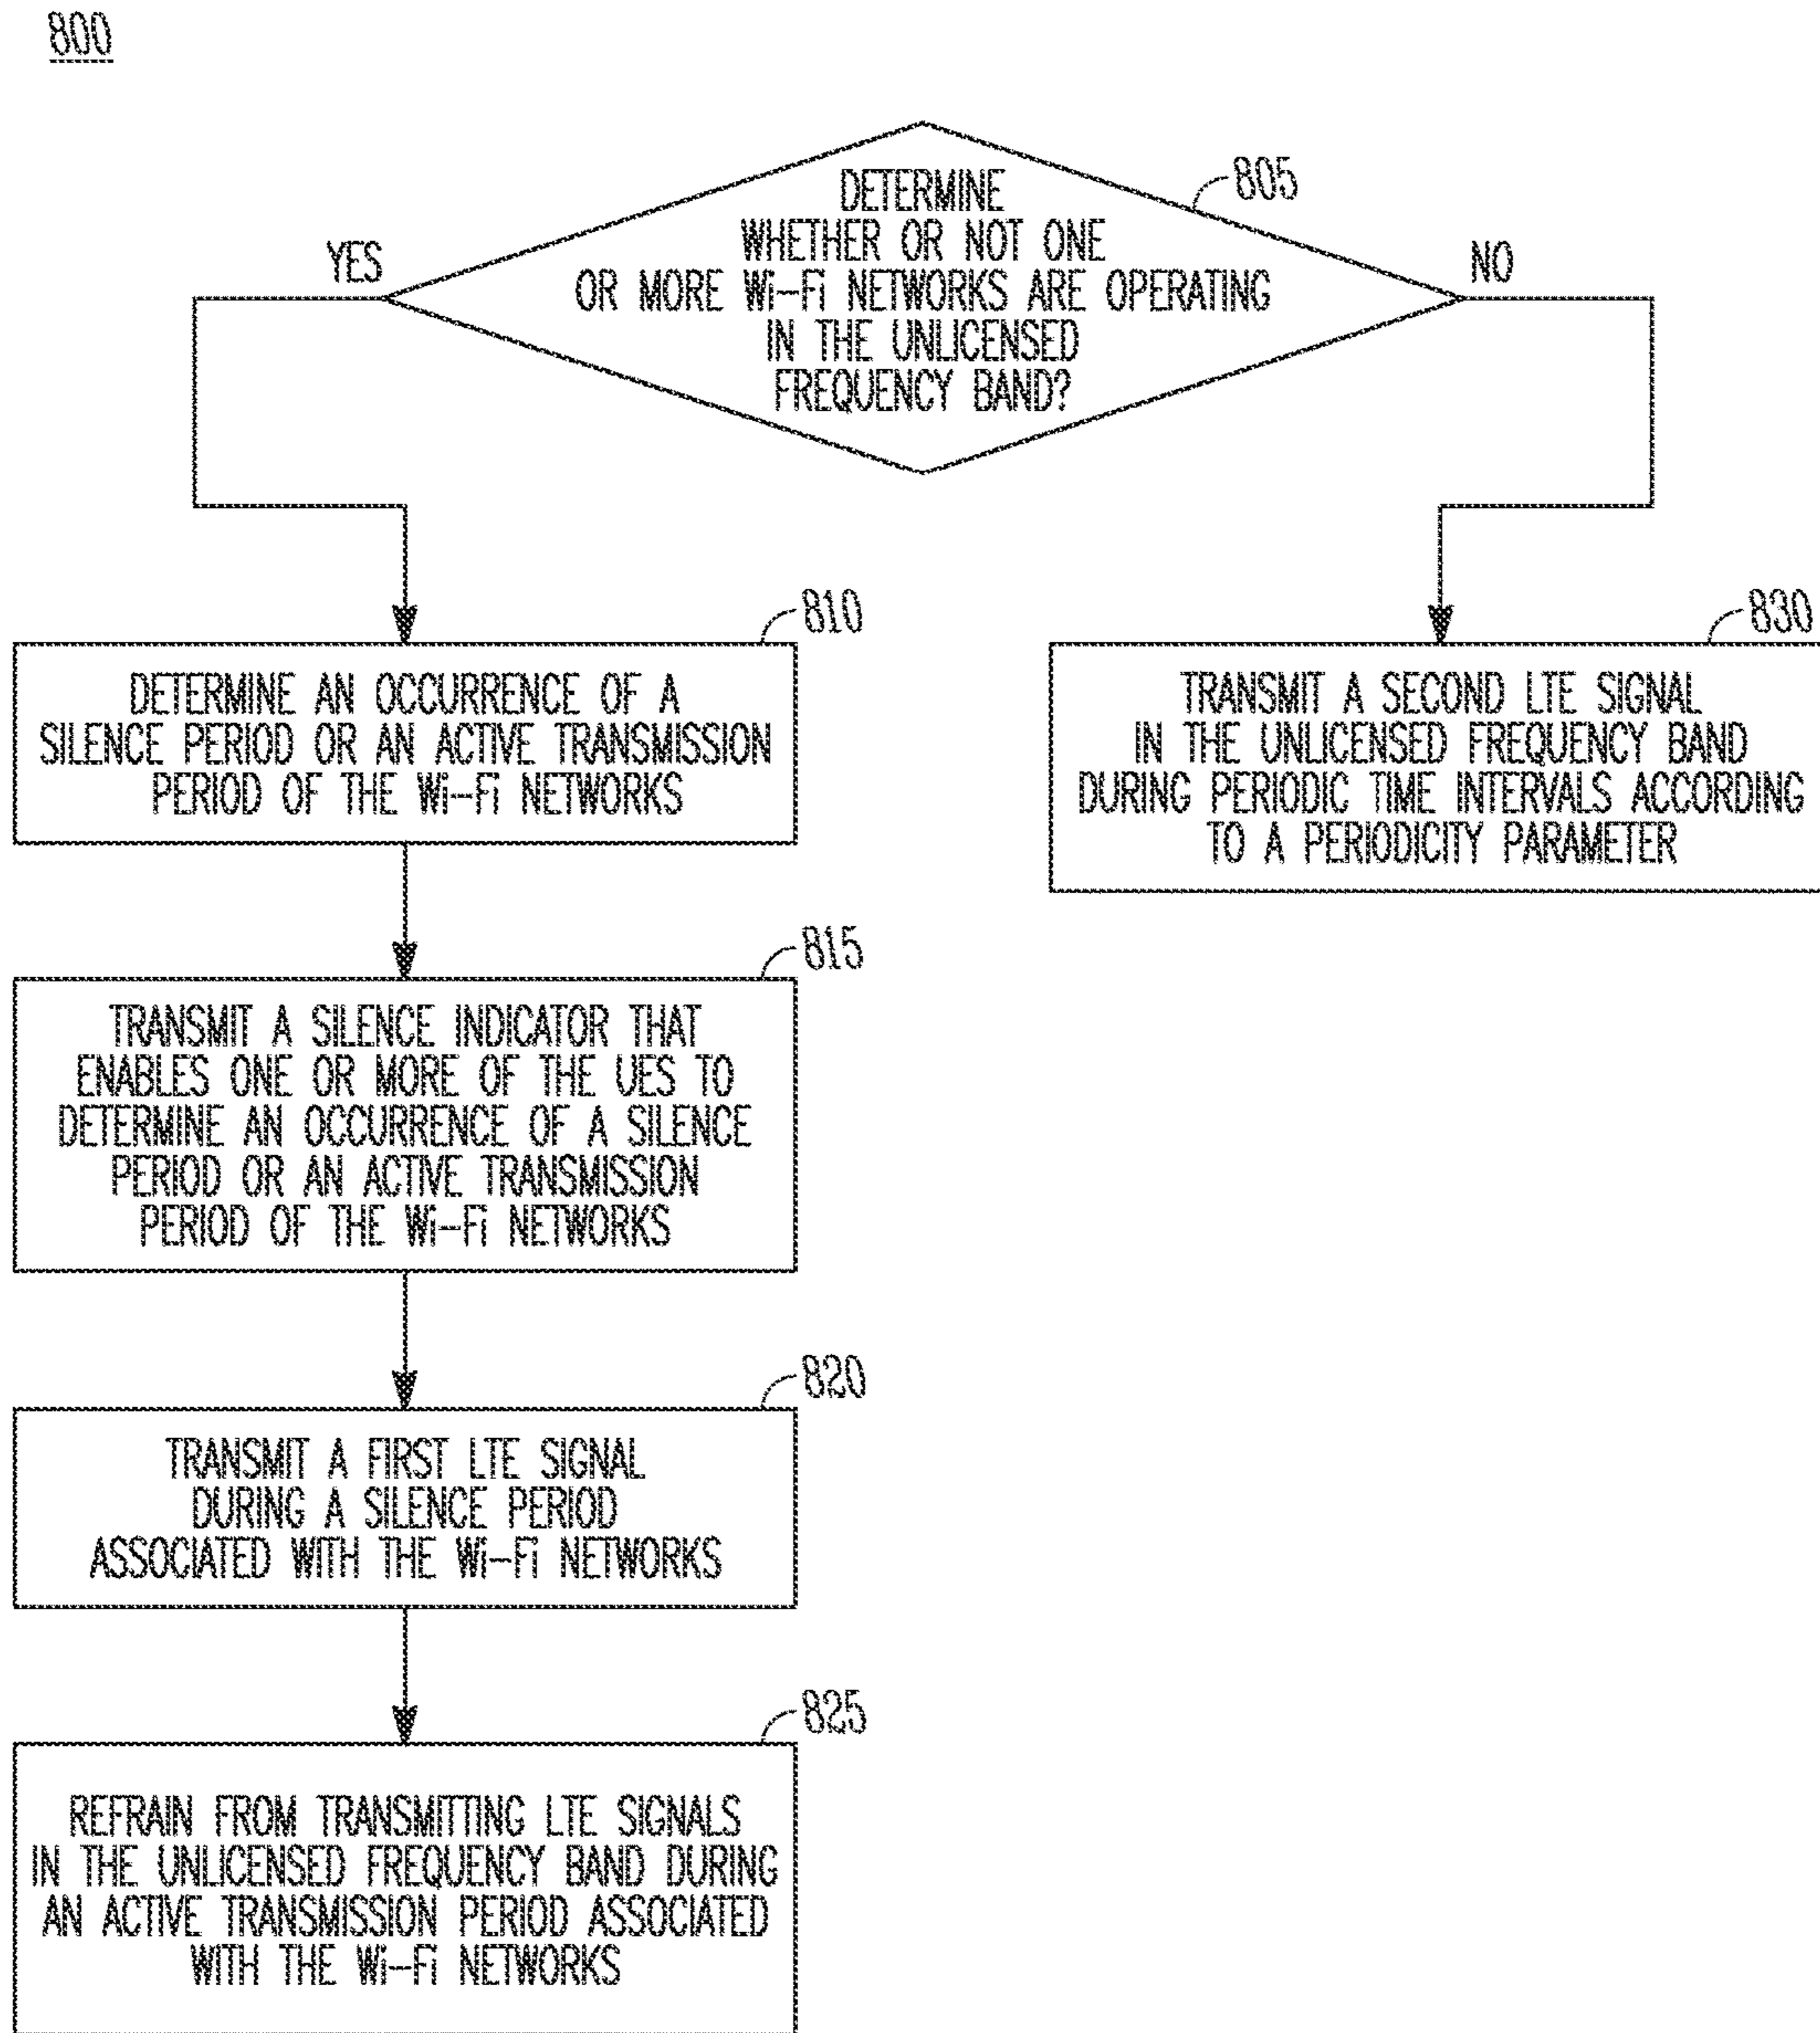 800
805
DETERMINE
WHETHER OR NOT ONE
OR MORE Wi-Fi NETWORKS ARE OPERATING
IN THE UNLICENSED
FREQUENCY BAND?
YES
NO
810
DETERMINE AN OCCURRENCE OF A
SILENCE PERIOD OR AN ACTIVE TRANSMISSION
PERIOD OF THE Wi-Fi NETWORKS
815
TRANSMIT A SILENCE INDICATOR THAT
ENABLES ONE OR MORE OF THE UES TO
DETERMINE AN OCCURRENCE OF A SILENCE
PERIOD OR AN ACTIVE TRANSMISSION
PERIOD OF THE Wi-Fi NETWORKS
820
TRANSMIT A FIRST LTE SIGNAL
DURING A SILENCE PERIOD
ASSOCIATED WITH THE Wi-Fi NETWORKS
825
REFRAIN FROM TRANSMITTING LTE SIGNALS
IN THE UNLICENSED FREQUENCY BAND DURING
AN ACTIVE TRANSMISSION PERIOD ASSOCIATED
WITH THE Wi-Fi NETWORKS
830
TRANSMIT A SECOND LTE SIGNAL
IN THE UNLICENSED FREQUENCY BAND
DURING PERIODIC TIME INTERVALS ACCORDING
TO A PERIODICITY PARAMETER